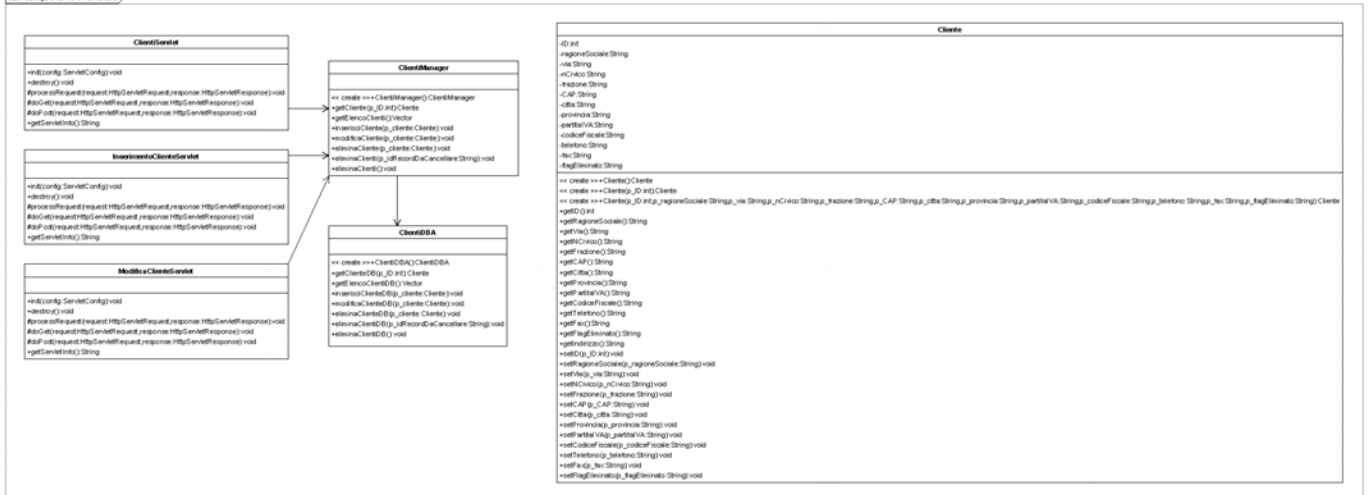 ClientiServlet
+init(config:ServletConfig):void
+destroy():void
#processRequest(request:HttpServletRequest,response:HttpServletResponse):void
#doGet(request:HttpServletRequest,response:HttpServletResponse):void
#doPost(request:HttpServletRequest,response:HttpServletResponse):void
+getServletInfo():String
InserimentoClienteServlet
+init(config:ServletConfig):void
+destroy():void
#processRequest(request:HttpServletRequest,response:HttpServletResponse):void
#doGet(request:HttpServletRequest,response:HttpServletResponse):void
#doPost(request:HttpServletRequest,response:HttpServletResponse):void
+getServletInfo():String
ModificaClienteServlet
+init(config:ServletConfig):void
+destroy():void
#processRequest(request:HttpServletRequest,response:HttpServletResponse):void
#doGet(request:HttpServletRequest,response:HttpServletResponse):void
#doPost(request:HttpServletRequest,response:HttpServletResponse):void
+getServletInfo():String
ClientiManager
<< create >>+ClientiManager():ClientiManager
+getCliente(p_ID:int):Cliente
+getElencoClienti():Vector
+inserisciCliente(p_cliente:Cliente):void
+modificaCliente(p_cliente:Cliente):void
+eliminaCliente(p_cliente:Cliente):void
+eliminaClienti(p_idRecordDaCancellare:String):void
+eliminaClienti():void
ClientiDBA
<< create >>+ClientiDBA():ClientiDBA
+getClienteDB(p_ID:int):Cliente
+getElencoClientiDB():Vector
+inserisciClienteDB(p_cliente:Cliente):void
+modificaClienteDB(p_cliente:Cliente):void
+eliminaClienteDB(p_cliente:Cliente):void
+eliminaClientiDB(p_idRecordDaCancellare:String):void
+eliminaClientiDB():void
Cliente
-ID:int
-ragioneSociale:String
-via:String
-nCivico:String
-frazione:String
-CAP:String
-citta:String
-provincia:String
-partitaIVA:String
-codiceFiscale:String
-telefono:String
-fax:String
-flagEliminato:String
<< create >>+Cliente():Cliente
<< create >>+Cliente(p_ID:int):Cliente
<< create >>+Cliente(p_ID:int,p_ragioneSociale:String,p_via:String,p_nCivico:String,p_frazione:String,p_CAP:String,p_citta:String,p_provincia:String,p_partitaIVA:String,p_codiceFiscale:String,p_telefono:String,p_fax:String,p_flagEliminato:String):Cliente
+getID():int
+getRagioneSociale():String
+getVia():String
+getNCivico():String
+getFrazione():String
+getCAP():String
+getCitta():String
+getProvincia():String
+getPartitaIVA():String
+getCodiceFiscale():String
+getTelefono():String
+getFax():String
+getFlagEliminato():String
+getIndirizzo():String
+setID(p_ID:int):void
+setRagioneSociale(p_ragioneSociale:String):void
+setVia(p_via:String):void
+setNCivico(p_nCivico:String):void
+setFrazione(p_frazione:String):void
+setCAP(p_CAP:String):void
+setCitta(p_citta:String):void
+setProvincia(p_provincia:String):void
+setPartitaIVA(p_partitaIVA:String):void
+setCodiceFiscale(p_codiceFiscale:String):void
+setTelefono(p_telefono:String):void
+setFax(p_fax:String):void
+setFlagEliminato(p_flagEliminato:String):void